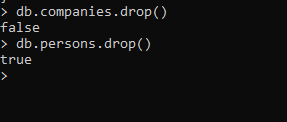 > db.companies.drop()
false
> db.persons.drop()
true
>